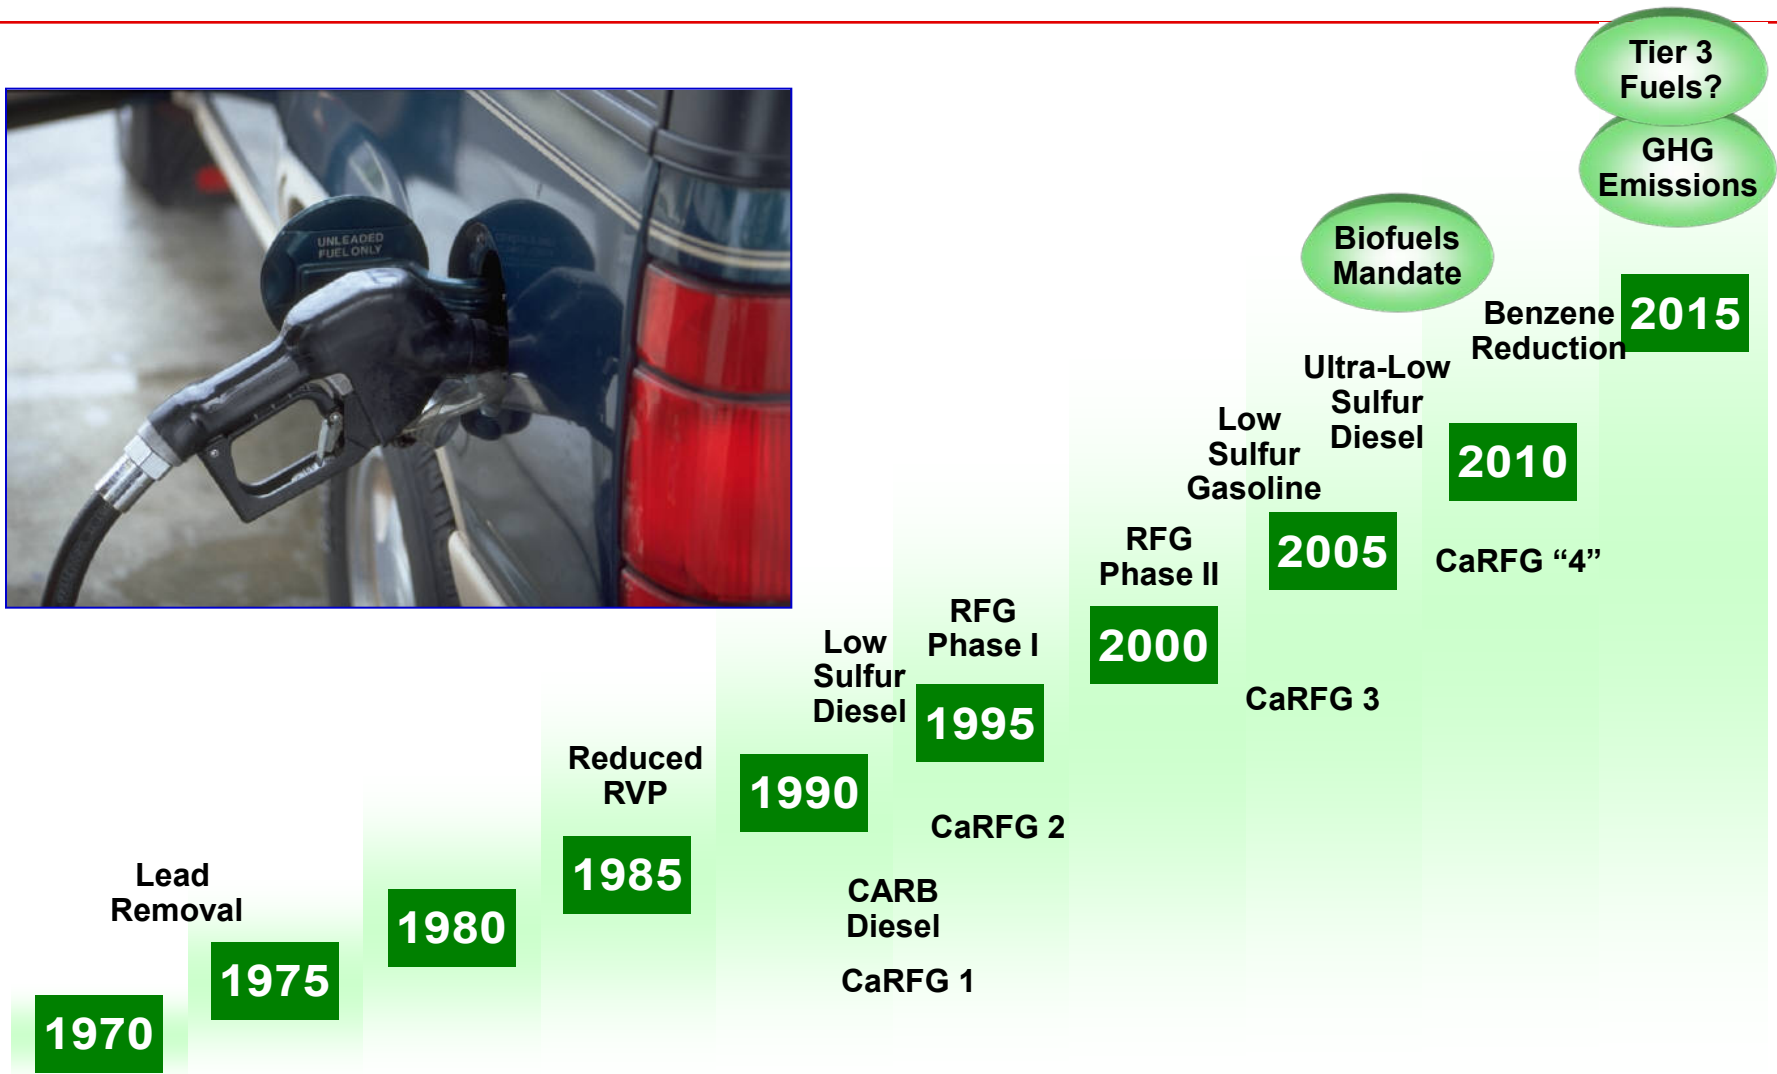 Tier 3
Fuels?
GHG
Emissions
Biofuels
Mandate
UNLEADED
FUEL ONLY
Benzene
Reduction
2015
Ultra-Low
Sulfur
Diesel
2010
Low
Sulfur
Gasoline
2005
CaRFG “4”
RFG
Phase II
2000
CaRFG 3
RFG
Phase I
1995
Low
Sulfur
Diesel
CaRFG 2
Reduced
RVP
1990
CARB
Diesel
CaRFG 1
1985
Lead
Removal
1980
1975
1970